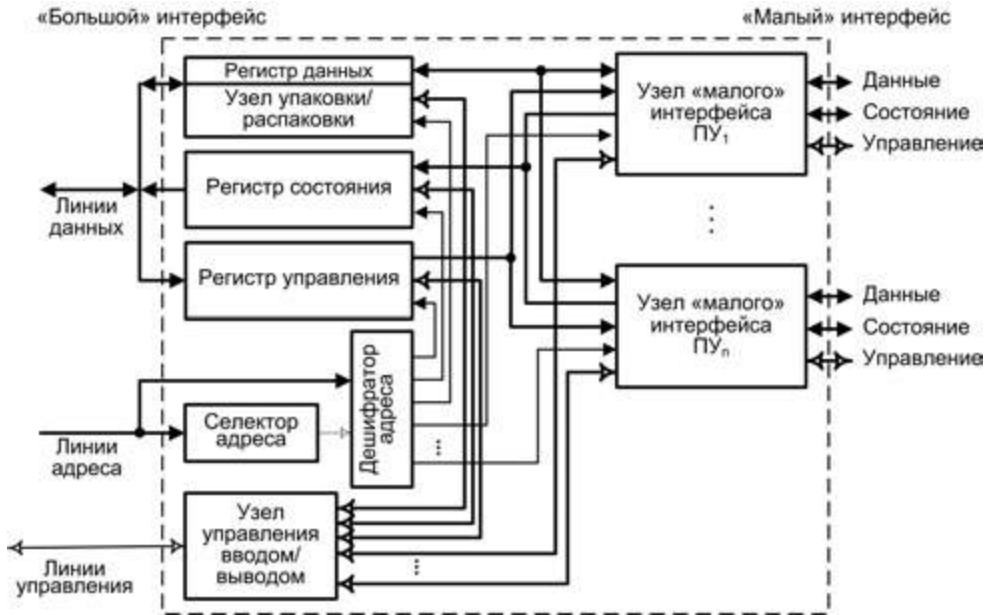 «Большой» интерфейс
«Малый» интерфейс
Регистр данных
Узел упаковки/
распаковки
Регистр состояния
Линии
данных
Регистр управления
Дешифратор
адреса
Селектор
адреса
Линии
адреса
Узел
управления
вводом/
выводом
Линии
управления
Узел «малого»
интерфейса
ПУ₁
Данные
Состояние
Управление
Узел «малого»
интерфейса
ПУₙ
Данные
Состояние
Управление